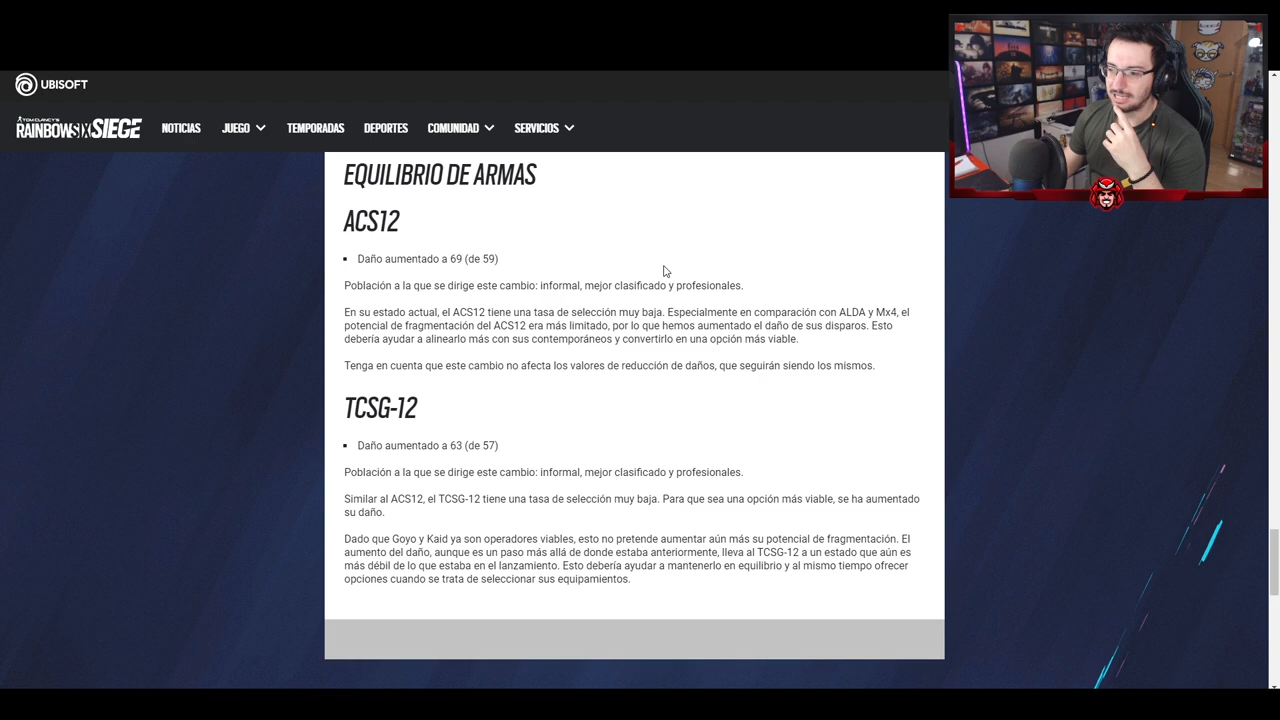 UBISOFT
TOM CLANCY'S
RAINBOWSIXSIEGE
NOTICIAS JUEGO TEMPORADAS DEPORTES COMUNIDAD SERVICIOS
EQUILIBRIO DE ARMAS
ACS12
▪ Daño aumentado a 69 (de 59)
Población a la que se dirige este cambio: informal, mejor clasificado y profesionales.
En su estado actual, el ACS12 tiene una tasa de selección muy baja. Especialmente en comparación con ALDA y Mx4, el
potencial de fragmentación del ACS12 era más limitado, por lo que hemos aumentado el daño de sus disparos. Esto
debería ayudar a alinearlo más con sus contemporáneos y convertirlo en una opción más viable.
Tenga en cuenta que este cambio no afecta los valores de reducción de daños, que seguirán siendo los mismos.
TCSG-12
▪ Daño aumentado a 63 (de 57)
Población a la que se dirige este cambio: informal, mejor clasificado y profesionales.
Similar al ACS12, el TCSG-12 tiene una tasa de selección muy baja. Para que sea una opción más viable, se ha aumentado
su daño.
Dado que Goyo y Kaid ya son operadores viables, esto no pretende aumentar aún más su potencial de fragmentación. El
aumento del daño, aunque es un paso más allá de donde estaba anteriormente, lleva al TCSG-12 a un estado que aún es
más débil de lo que estaba en el lanzamiento. Esto debería ayudar a mantenerlo en equilibrio y al mismo tiempo ofrecer
opciones cuando se trata de seleccionar sus equipamientos.